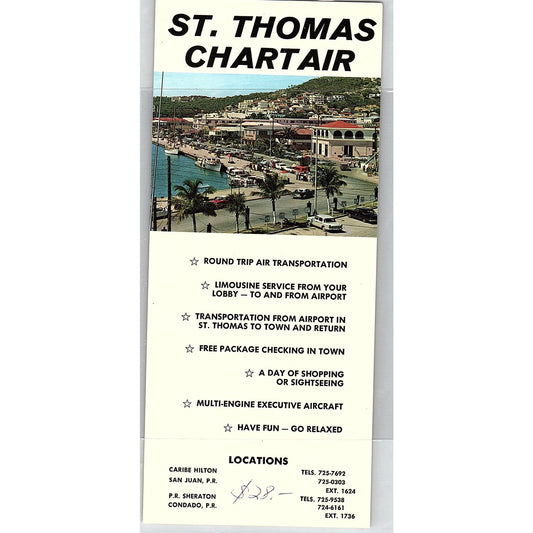 ST. THOMAS
CHARTAIR
☆ ROUND TRIP AIR TRANSPORTATION
☆ LIMOUSINE SERVICE FROM YOUR
LOBBY — TO AND FROM AIRPORT
☆ TRANSPORTATION FROM AIRPORT IN
ST. THOMAS TO TOWN AND RETURN
☆ FREE PACKAGE CHECKING IN TOWN
☆ A DAY OF SHOPPING
OR SIGHTSEEING
☆ MULTI-ENGINE EXECUTIVE AIRCRAFT
☆ HAVE FUN — GO RELAXED
LOCATIONS
CARIBE HILTON
SAN JUAN, P.R.
TELS. 725-7692
725-0303
EXT. 1624
P.R. SHERATON
CONDADO, P.R.
$28.-
TELS. 725-9538
724-6161
EXT. 1736